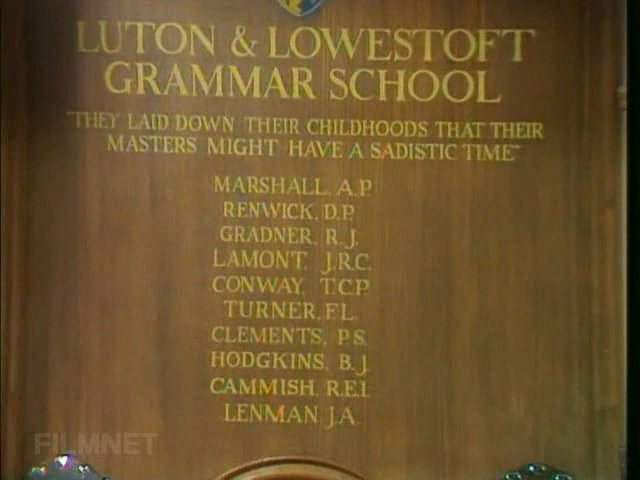 LUTON & LOWESTOFT
GRAMMAR SCHOOL
"THEY LAID DOWN THEIR CHILDHOODS THAT THEIR
MASTERS MIGHT HAVE A SADISTIC TIME"
MARSHALL, A.P.
RENWICK, D.P.
GRADNER, R.J.
LAMONT, J.R.C.
CONWAY, T.C.P.
TURNER, F.L.
CLEMENTS, P.S.
HODGKINS, B.J.
CAMMISH, R.E.I.
LENMAN J.A.
FILMNET